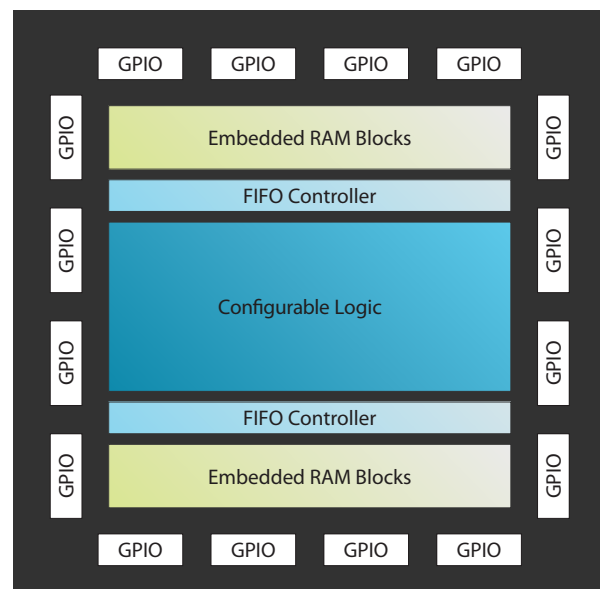 GPIO GPIO GPIO GPIO
GPIO
GPIO
Embedded RAM Blocks
FIFO Controller
GPIO
GPIO
Configurable Logic
GPIO
GPIO
FIFO Controller
GPIO
GPIO
Embedded RAM Blocks
GPIO GPIO GPIO GPIO